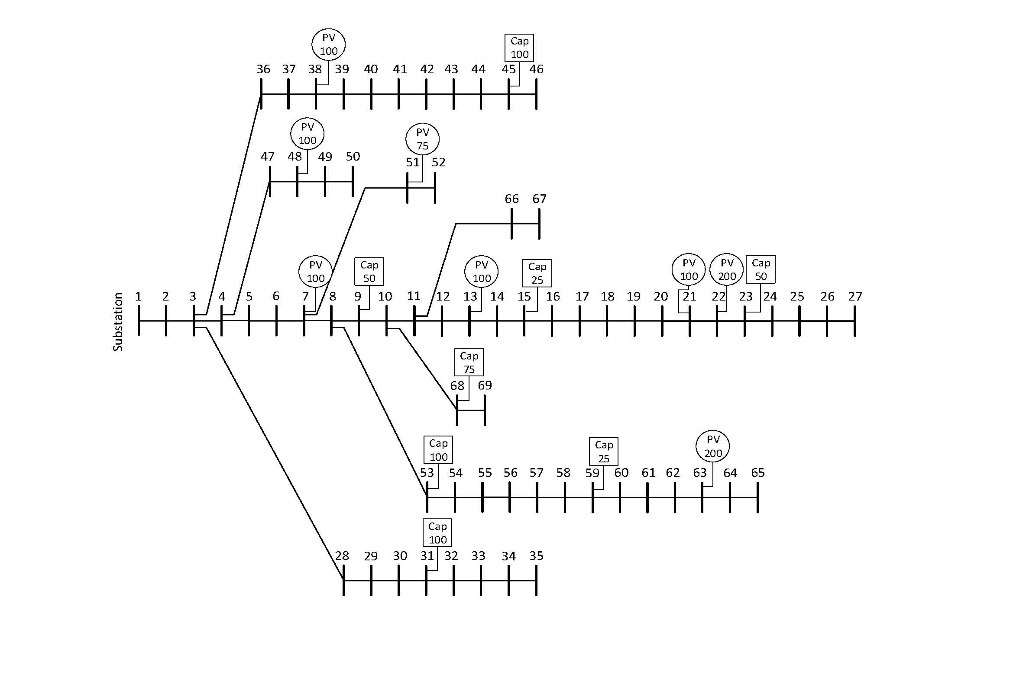 PV
100
Cap
100
36 37 38 39 40 41 42 43 44 45 46
PV
100
PV
75
47 48 49 50
51 52
66 67
PV
100
Cap
50
PV
100
Cap
25
PV
100
PV
200
Cap
50
Substation
1 2 3 4 5 6 7 8 9 10 11 12 13 14 15 16 17 18 19 20 21 22 23 24 25 26 27
Cap
75
68 69
Cap
100
Cap
25
PV
200
53 54 55 56 57 58 59 60 61 62 63 64 65
Cap
100
28 29 30 31 32 33 34 35